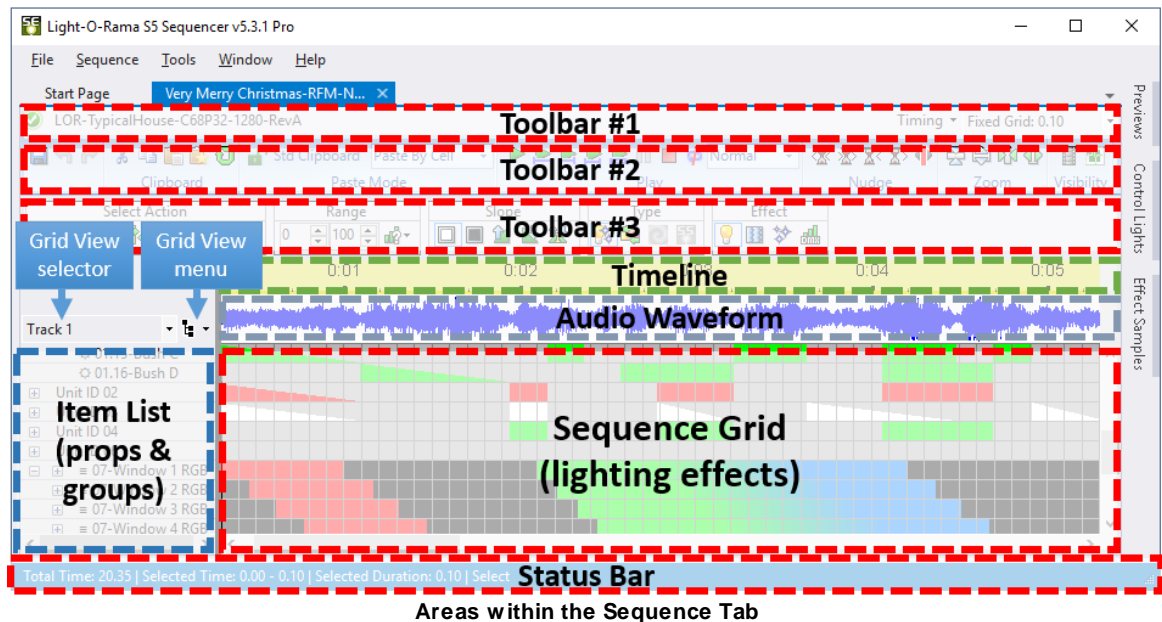 Light-O-Rama S5 Sequencer v5.3.1 Pro
File Sequence Tools Window Help
Start Page Very Merry Christmas-RFM-N... ×
Previews
Control Lights
Effect Samples
LOR-TypicalHouse-C68P32-1280-RevA Toolbar #1 Timing Fixed Grid: 0.10
Std Clipboard Paste By Cell Toolbar #2 Normal
Clipboard Paste Mode Play Nudge Zoom Visibility
Select Action Range Slope Type Effect
0 100 Toolbar #3
Grid View selector
Grid View menu
0:01 0:02 0:04 0:05
Timeline
Audio Waveform
Track 1
01.16-Bush D
Unit ID 02
Item List
Unit ID 04
(props &
07-Window 1 RGB
groups)
2 RGB
07-Window 3 RGB
07-Window 4 RGB
Sequence Grid
(lighting effects)
Total Time: 20.35 | Selected Time: 0.00 - 0.10 | Selected Duration: 0.10 | Select
Status Bar
Areas within the Sequence Tab